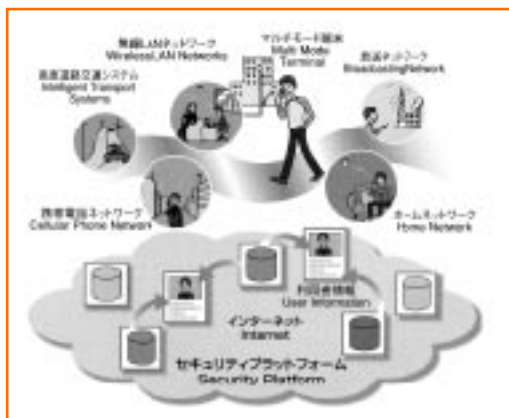 無線LANネットワーク
Wireless LAN Networks
マルチモード端末
Multi Mode
Terminal
放送ネットワーク
Broadcasting Network
高度道路交通システム
Intelligent Transport
Systems
携帯電話ネットワーク
Cellular Phone Network
ホームネットワーク
Home Network
利用者情報
User Information
インターネット
Internet
セキュリティプラットフォーム
Security Platform